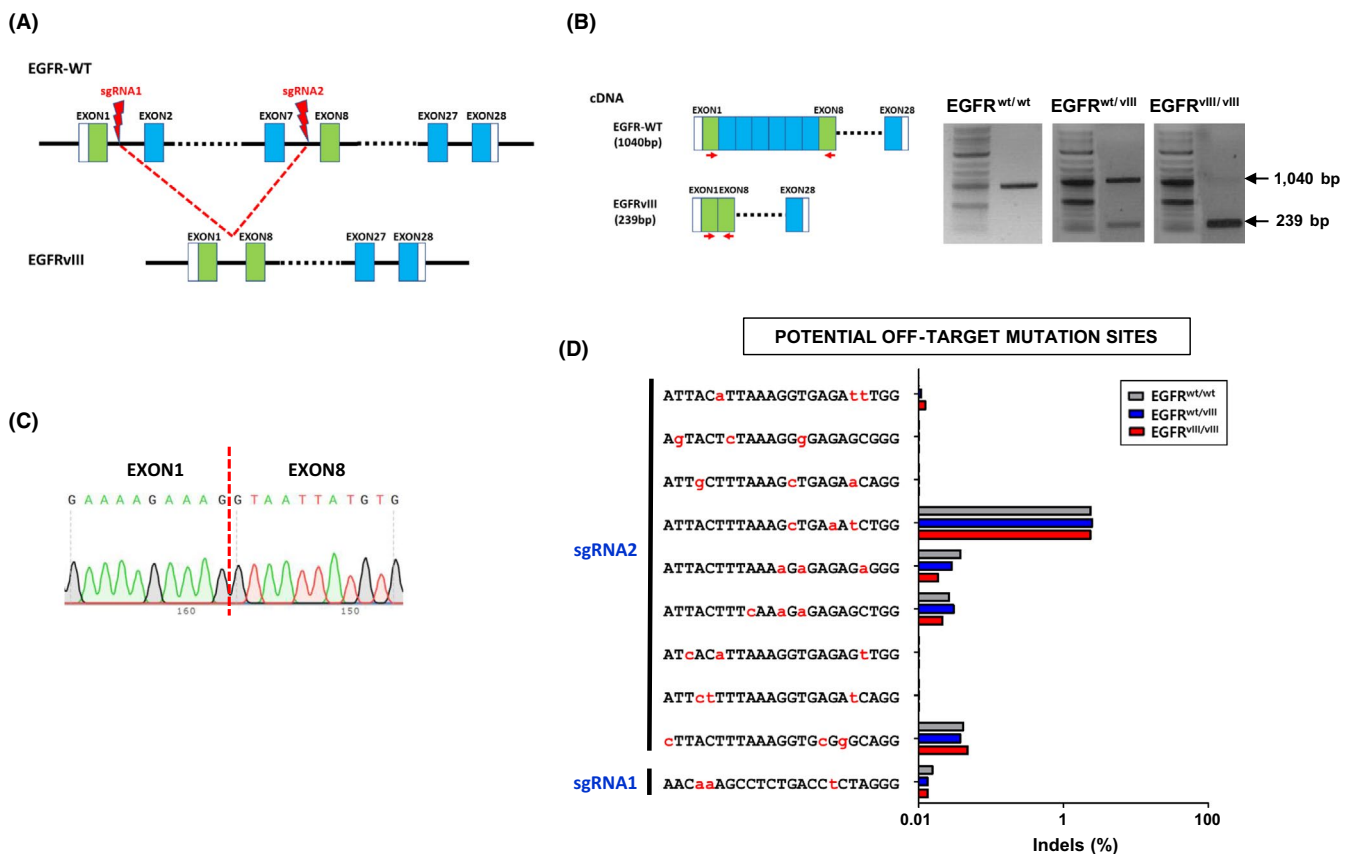 (A)
EGFR-WT
sgRNA1
sgRNA2
EXON1
EXON2
EXON7
EXON8
EXON27
EXON28
EXON1
EXON8
EXON27
EXON28
EGFRvIII
(B)
cDNA
EXON1
EXON8
EXON28
EGFR-WT
(1040bp)
EXON1
EXON8
EXON28
EGFRvIII
(239bp)
EGFRwt/wt
EGFRwt/vIII
EGFRvIII/vIII
1,040 bp
239 bp
(C)
EXON1
EXON8
G A A A A G A A A G G T A A T T A T G T G
160
150
(D)
POTENTIAL OFF-TARGET MUTATION SITES
EGFRwt/wt
EGFRwt/vIII
EGFRvIII/vIII
sgRNA2
ATTACaTTAAAGGTGAGAttTGG
AgTACTcTAAAGGgGAGAGCGGG
ATTgCTTTAAAGcTGAGAaCAGG
ATTACTTTAAAGcTGAaAtCTGG
ATTACTTTAAAaGaGAGAGaGGG
ATTACTTTcAAaGaGAGAGCTGG
ATcACaTTAAAGGTGAGAGtTGG
ATTctTTTAAAGGTGAGAtCAGG
cTTACTTTAAAGGTGcGgGCAGG
sgRNA1
AACaaAGCCTCTGACCtCTAGGG
0.01
1
100
Indels (%)